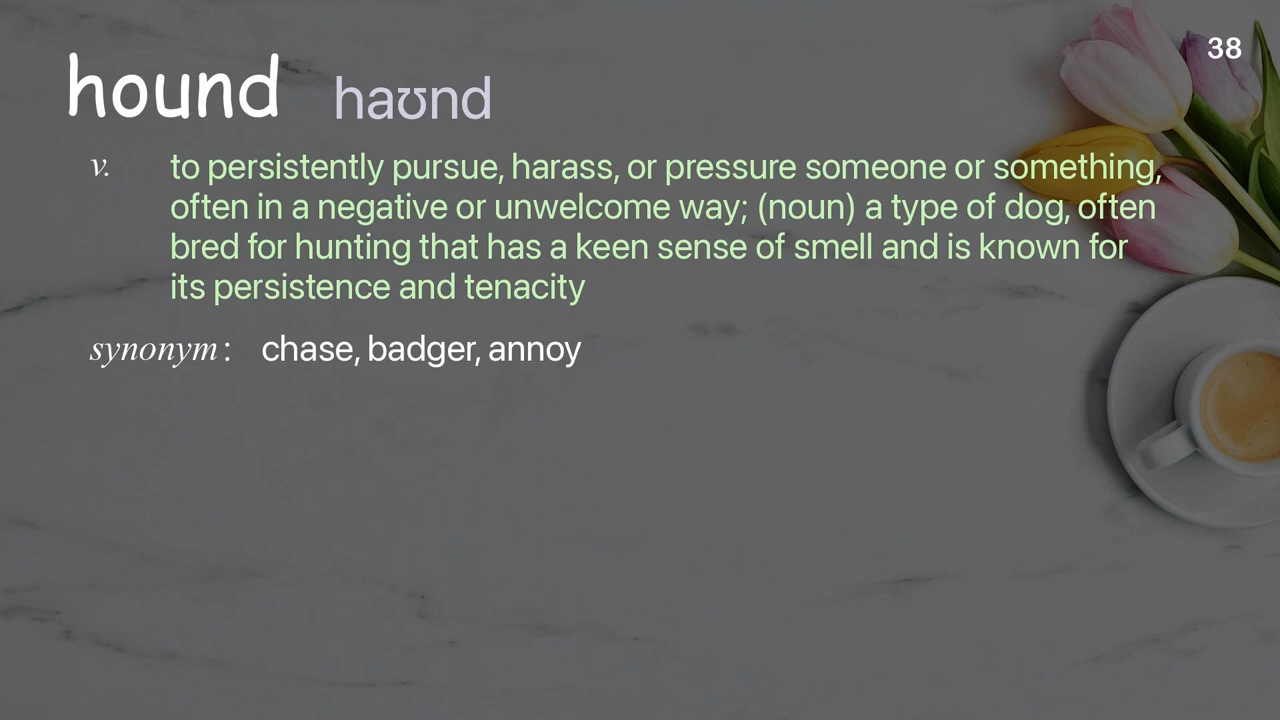 38
hound haʊnd
v. to persistently pursue, harass, or pressure someone or something,
often in a negative or unwelcome way; (noun) a type of dog, often
bred for hunting that has a keen sense of smell and is known for
its persistence and tenacity
synonym: chase, badger, annoy